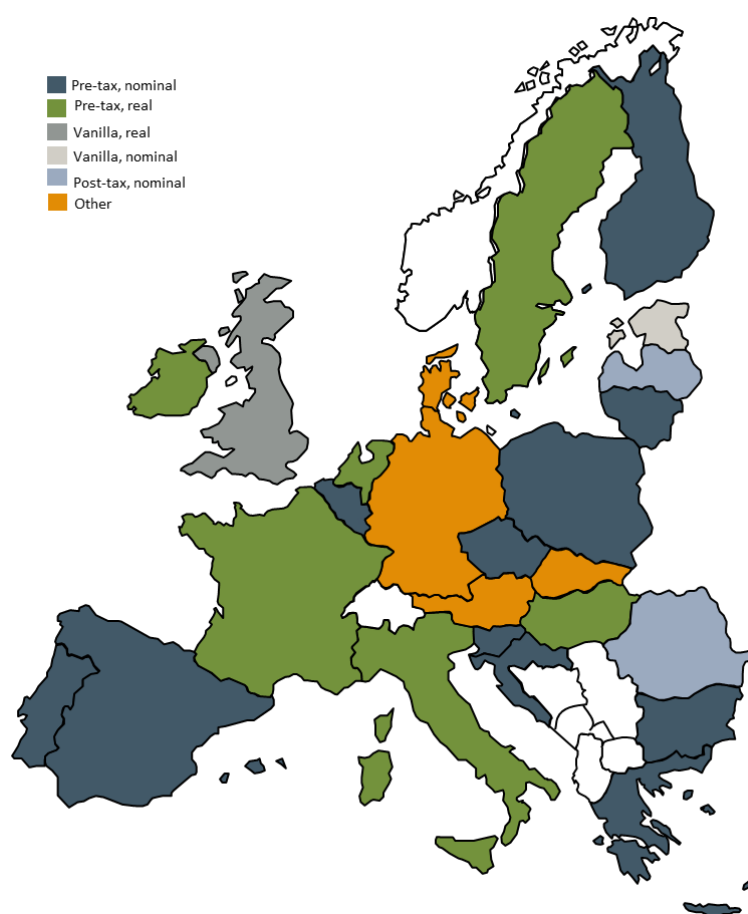 Pre-tax, nominal
Pre-tax, real
Vanilla, real
Vanilla, nominal
Post-tax, nominal
Other